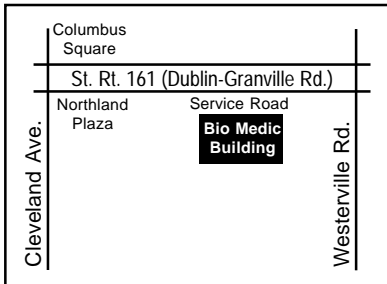 Columbus
Square
St. Rt. 161 (Dublin-Granville Rd.)
Northland
Plaza
Service Road
Bio Medic
Building
Cleveland Ave.
Westerville Rd.